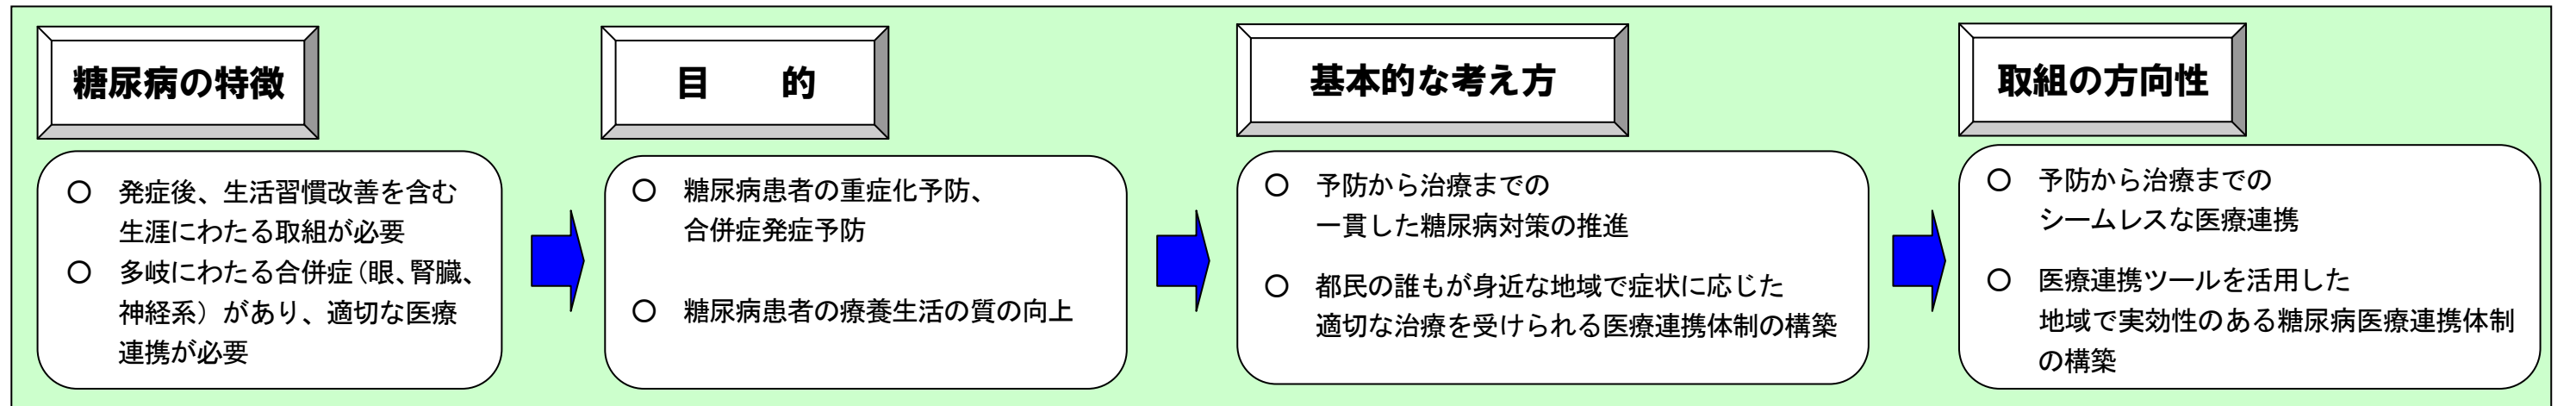 糖尿病の特徴
○ 発症後、生活習慣改善を含む
生涯にわたる取組が必要
○ 多岐にわたる合併症(眼、腎臓、
神経系)があり、適切な医療
連携が必要
目　　的
○ 糖尿病患者の重症化予防、
合併症発症予防
○ 糖尿病患者の療養生活の質の向上
基本的な考え方
○ 予防から治療までの
一貫した糖尿病対策の推進
○ 都民の誰もが身近な地域で症状に応じた
適切な治療を受けられる医療連携体制の構築
取組の方向性
○ 予防から治療までの
シームレスな医療連携
○ 医療連携ツールを活用した
地域で実効性のある糖尿病医療連携体制
の構築